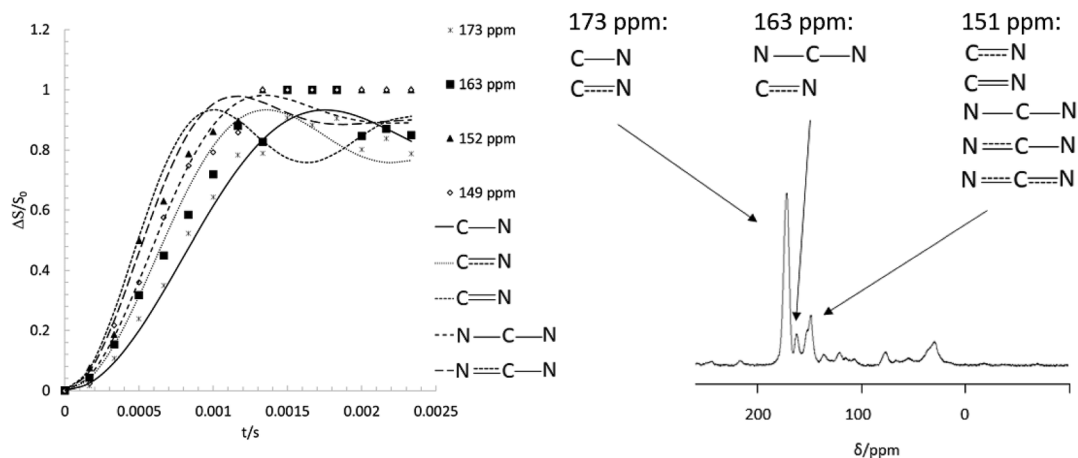 1.2
1
0.8
0.6
0.4
0.2
0
ΔS/S0
0
0.0005
0.001
0.0015
0.002
0.0025
t/s
173 ppm
163 ppm
152 ppm
149 ppm
C N
C N
C N
N C N
N C N
173 ppm:
C N
C N
163 ppm:
N C N
C N
151 ppm:
C N
C N
N C N
N C N
N C N
200
100
0
δ/ppm